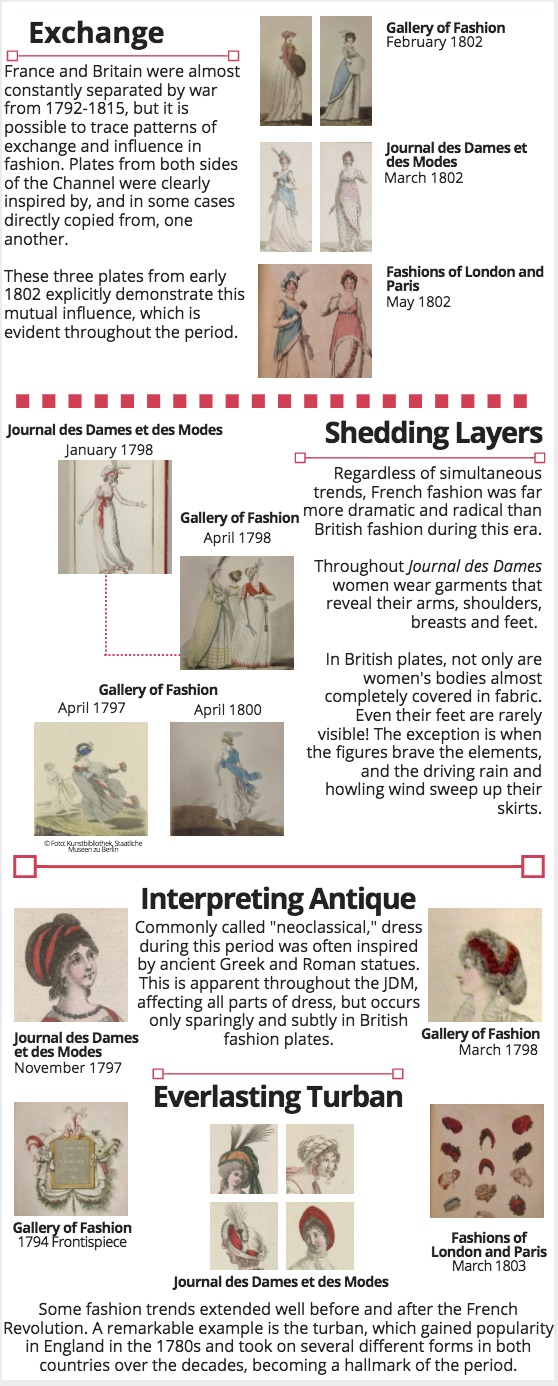 Exchange
France and Britain were almost
constantly separated by war
from 1792-1815, but it is
possible to trace patterns of
exchange and influence in
fashion. Plates from both sides
of the Channel were clearly
inspired by, and in some cases
directly copied from, one
another.
These three plates from early
1802 explicitly demonstrate this
mutual influence, which is
evident throughout the period.
Gallery of Fashion
February 1802
Journal des Dames et
des Modes
March 1802
Fashions of London and
Paris
May 1802
Journal des Dames et des Modes
January 1798
Gallery of Fashion
April 1798
Gallery of Fashion
April 1797
April 1800
© Foto: Kunstbibliothek, Staatliche
Museen zu Berlin
Shedding Layers
Regardless of simultaneous
trends, French fashion was far
more dramatic and radical than
British fashion during this era.
Throughout Journal des Dames
women wear garments that
reveal their arms, shoulders,
breasts and feet.
In British plates, not only are
women's bodies almost
completely covered in fabric.
Even their feet are rarely
visible! The exception is when
the figures brave the elements,
and the driving rain and
howling wind sweep up their
skirts.
Interpreting Antique
Commonly called "neoclassical," dress
during this period was often inspired
by ancient Greek and Roman statues.
This is apparent throughout the JDM,
affecting all parts of dress, but occurs
only sparingly and subtly in British
fashion plates.
Journal des Dames
et des Modes
November 1797
Gallery of Fashion
March 1798
Everlasting Turban
Gallery of Fashion
1794 Frontispiece
Journal des Dames et des Modes
Fashions of
London and Paris
March 1803
Some fashion trends extended well before and after the French
Revolution. A remarkable example is the turban, which gained popularity
in England in the 1780s and took on several different forms in both
countries over the decades, becoming a hallmark of the period.